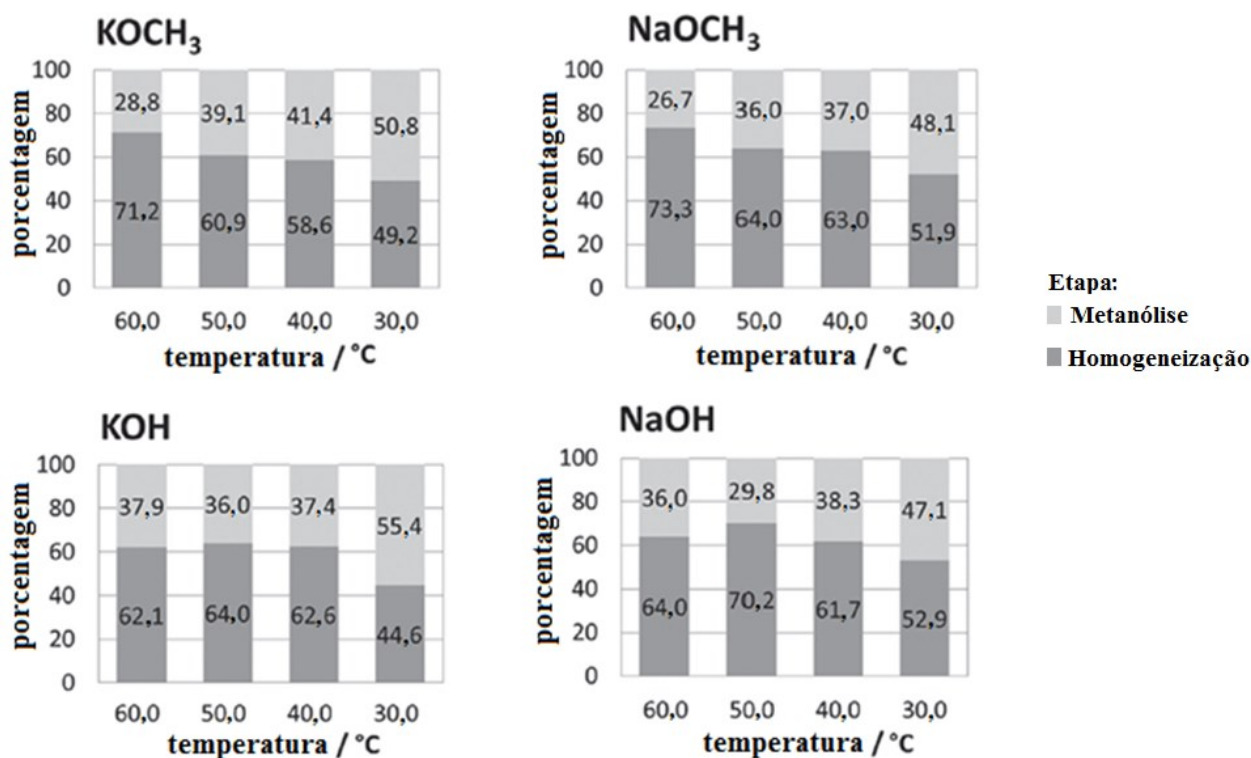 KOCH₃
porcentagem
100
80
60
40
20
0
28,8 39,1 41,4 50,8
71,2 60,9 58,6 49,2
60,0 50,0 40,0 30,0
temperatura / °C
NaOCH₃
porcentagem
100
80
60
40
20
0
26,7 36,0 37,0 48,1
73,3 64,0 63,0 51,9
60,0 50,0 40,0 30,0
temperatura / °C
Etapa:
Metanólise
Homogeneização
KOH
porcentagem
100
80
60
40
20
0
37,9 36,0 37,4 55,4
62,1 64,0 62,6 44,6
60,0 50,0 40,0 30,0
temperatura / °C
NaOH
porcentagem
100
80
60
40
20
0
36,0 29,8 38,3 47,1
64,0 70,2 61,7 52,9
60,0 50,0 40,0 30,0
temperatura / °C